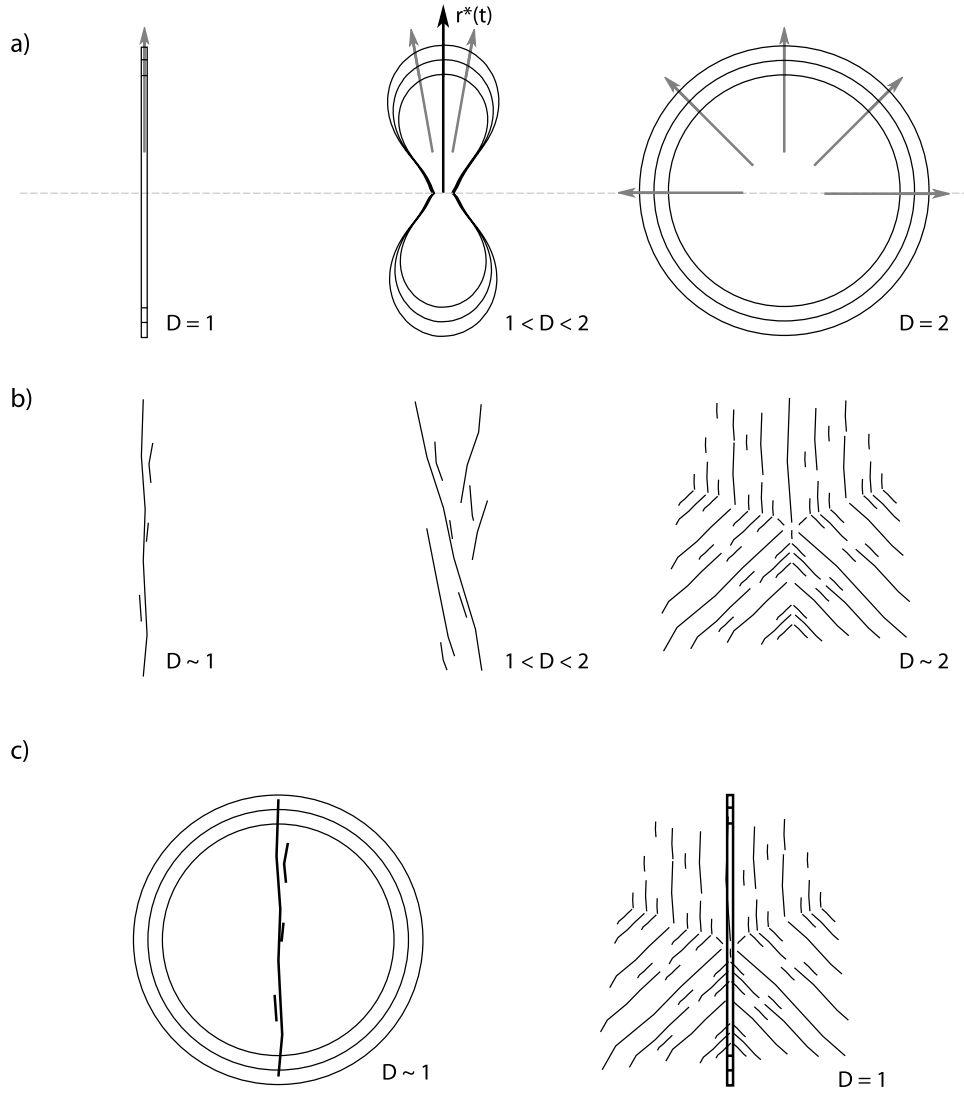 a)
r*(t)
D = 1
1 < D < 2
D = 2
b)
D ~ 1
1 < D < 2
D ~ 2
c)
D ~ 1
D = 1